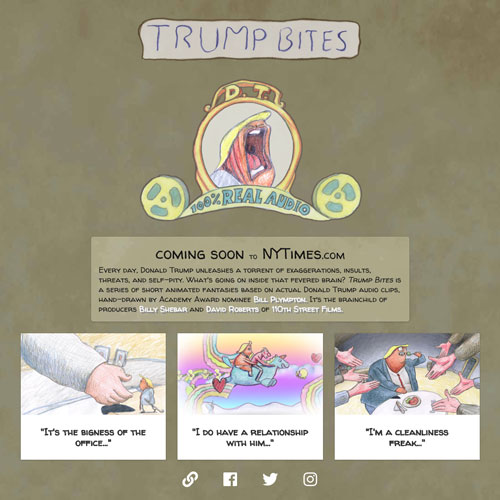 TRUMP BITES
D.T.
100% REAL AUDIO
COMING SOON TO NYTIMES.COM
EVERY DAY, DONALD TRUMP UNLEASHES A TORRENT OF EXAGGERATIONS, INSULTS,
THREATS, AND SELF-PITY. WHAT'S GOING ON INSIDE THAT FEVERED BRAIN? TRUMP BITES IS
A SERIES OF SHORT ANIMATED FANTASIES BASED ON ACTUAL DONALD TRUMP AUDIO CLIPS,
HAND-DRAWN BY ACADEMY AWARD NOMINEE BILL PLYMPTON. IT'S THE BRAINCHILD OF
PRODUCERS BILLY SHEBAR AND DAVID ROBERTS OF 110TH STREET FILMS.
"IT'S THE BIGNESS OF THE
OFFICE..."
"I DO HAVE A RELATIONSHIP
WITH HIM..."
"I'M A CLEANLINESS
FREAK..."